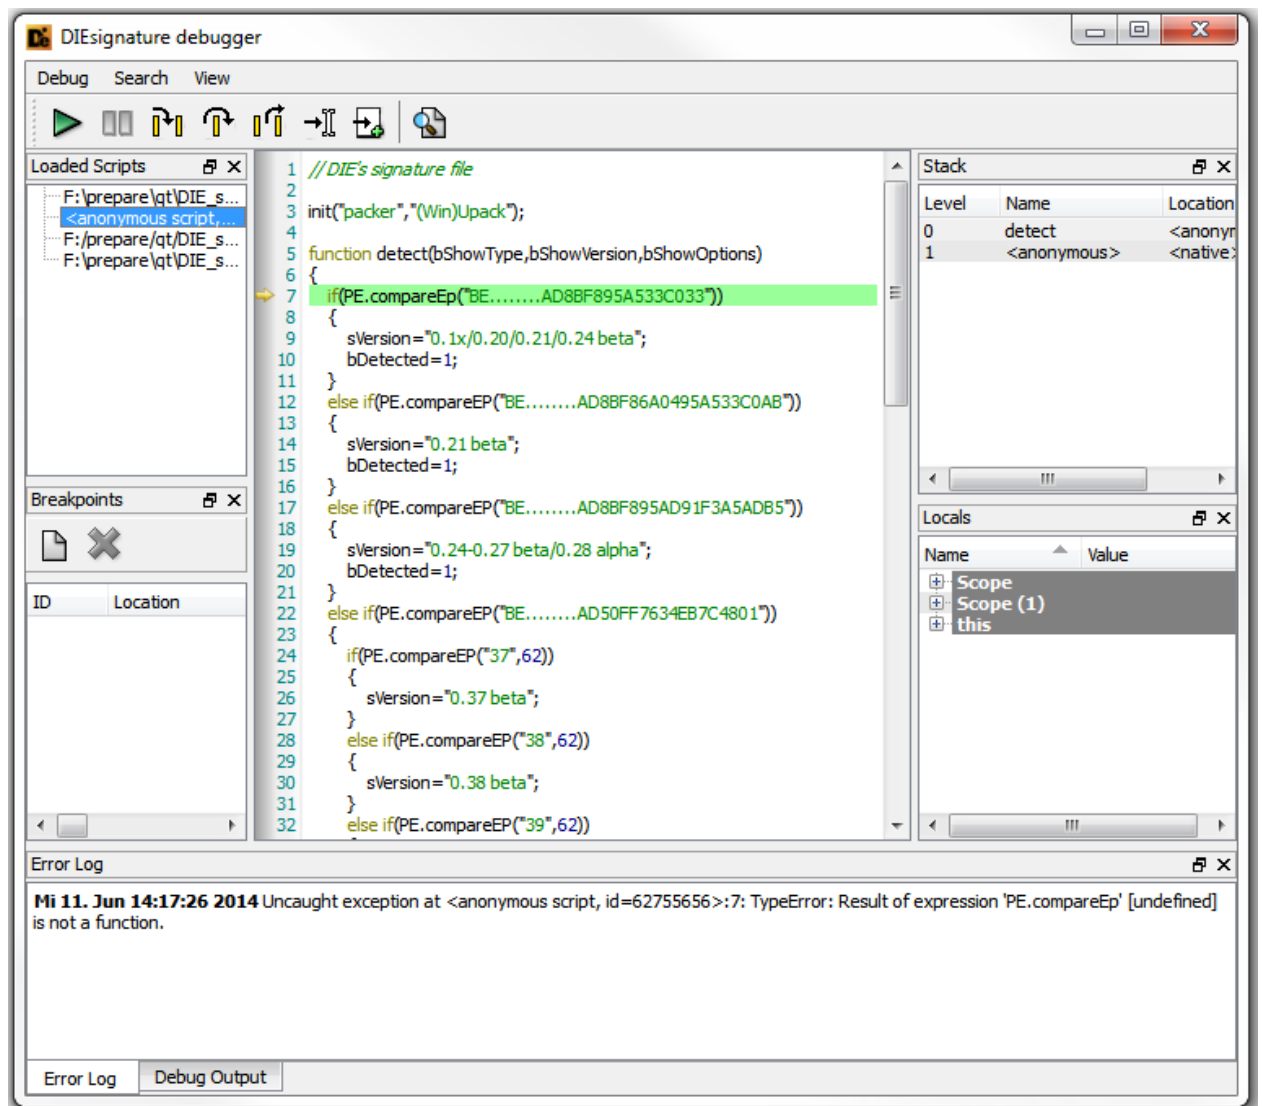 DIEsignature debugger
Debug Search View
Loaded Scripts
F:\prepare\qt\DIE_s...
<anonymous script,...
F:/prepare/qt/DIE_s...
F:\prepare\qt\DIE_s...
Breakpoints
ID Location
1 //DIE's signature file
2
3 init("packer","(Win)Upack");
4
5 function detect(bShowType,bShowVersion,bShowOptions)
6 {
7 if(PE.compareEp("BE........AD8BF895A533C033"))
8 {
9 sVersion="0.1x/0.20/0.21/0.24 beta";
10 bDetected=1;
11 }
12 else if(PE.compareEP("BE........AD8BF86A0495A533C0AB"))
13 {
14 sVersion="0.21 beta";
15 bDetected=1;
16 }
17 else if(PE.compareEP("BE........AD8BF895AD91F3A5ADB5"))
18 {
19 sVersion="0.24-0.27 beta/0.28 alpha";
20 bDetected=1;
21 }
22 else if(PE.compareEP("BE........AD50FF7634EB7C4801"))
23 {
24 if(PE.compareEP("37",62))
25 {
26 sVersion="0.37 beta";
27 }
28 else if(PE.compareEP("38",62))
29 {
30 sVersion="0.38 beta";
31 }
32 else if(PE.compareEP("39",62))
Stack
Level Name Location
0 detect <anonyn
1 <anonymous> <native>
Locals
Name Value
Scope
Scope (1)
this
Error Log
Mi 11. Jun 14:17:26 2014 Uncaught exception at <anonymous script, id=62755656>:7: TypeError: Result of expression 'PE.compareEp' [undefined]
is not a function.
Error Log Debug Output